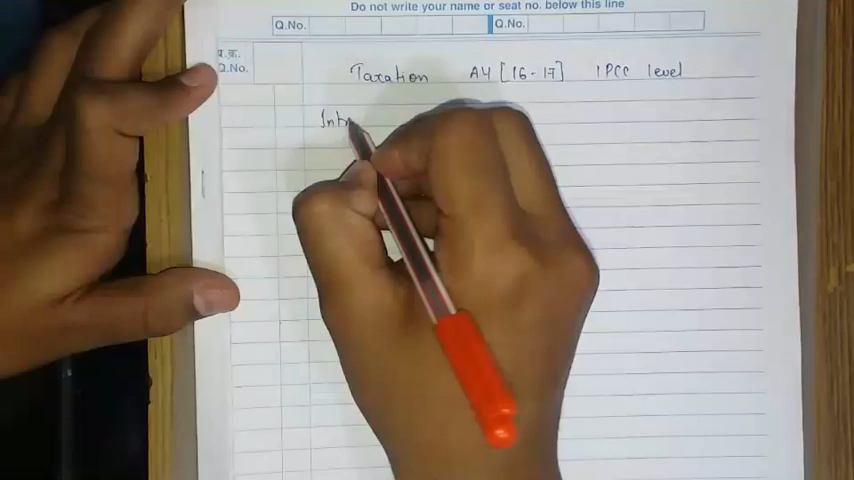 Do not write your name or seat no. below this line
Q.No. Q.No.
प्र.क्र.
Q.No.
Taxation AY [16-17] IPCC level
Intr